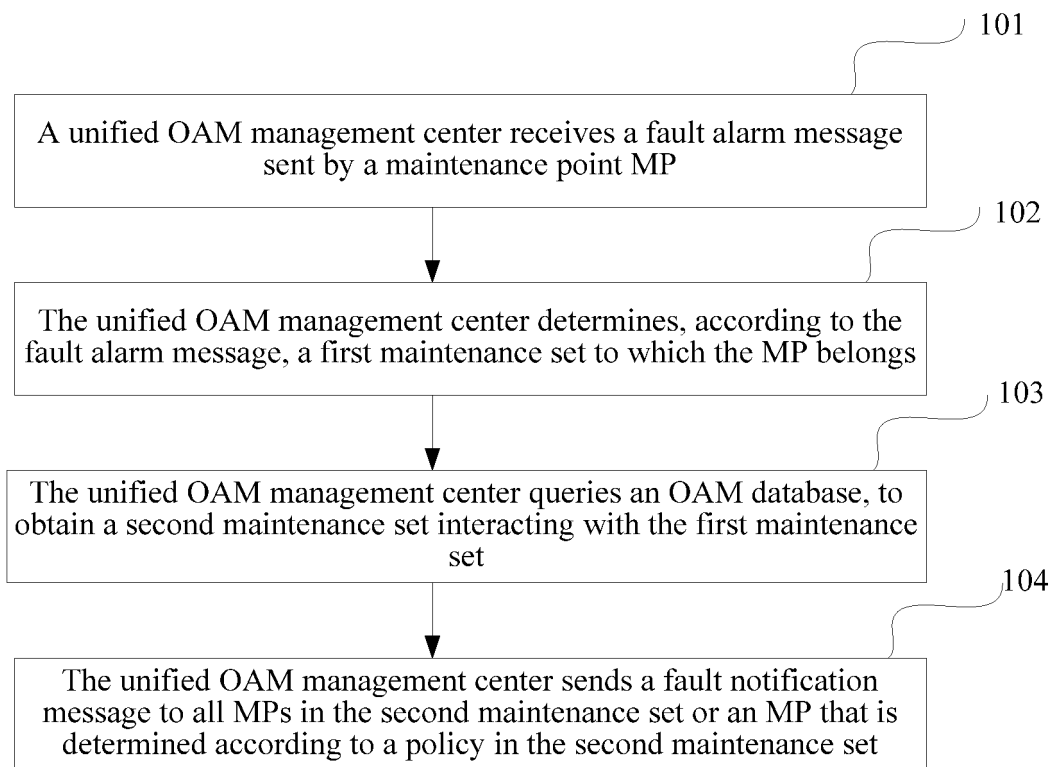 101
A unified OAM management center receives a fault alarm message
sent by a maintenance point MP
102
The unified OAM management center determines, according to the
fault alarm message, a first maintenance set to which the MP belongs
103
The unified OAM management center queries an OAM database, to
obtain a second maintenance set interacting with the first maintenance
set
104
The unified OAM management center sends a fault notification
message to all MPs in the second maintenance set or an MP that is
determined according to a policy in the second maintenance set